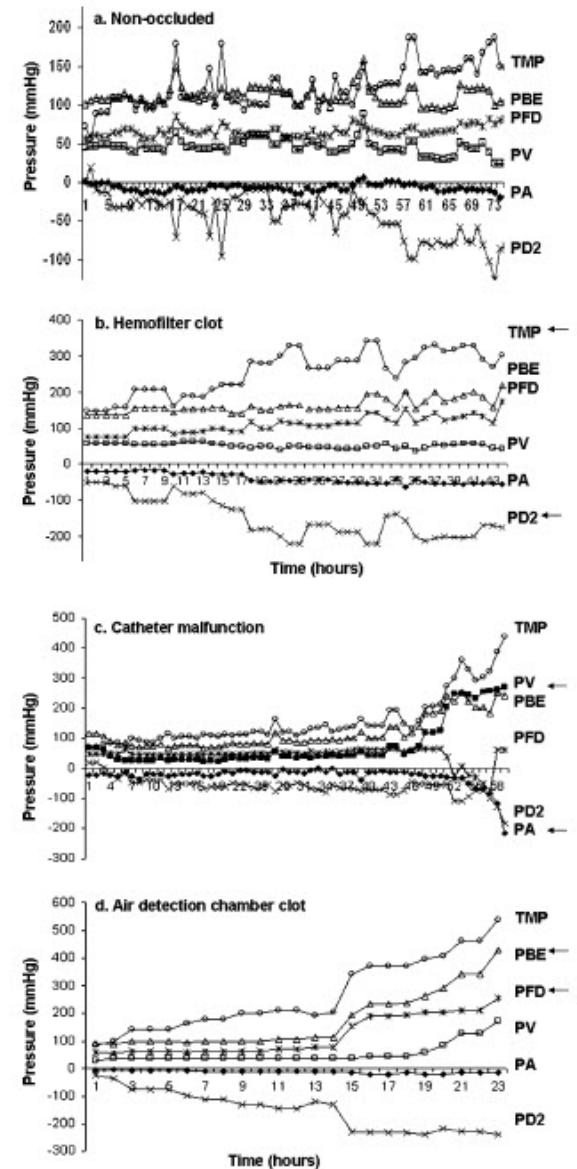 a. Non-occluded
Pressure (mmHg)
200
150
100
50
0
-50
-100
TMP
PBE
PFD
PV
PA
PD2
b. Hemofilter clot
Pressure (mmHg)
400
300
200
100
0
-100
-200
TMP ←
PBE
PFD
PV
PA
PD2 ←
Time (hours)
c. Catheter malfunction
Pressure (mmHg)
500
400
300
200
100
0
-100
-200
-300
TMP
PV ←
PBE
PFD
PD2
PA ←
d. Air detection chamber clot
Pressure (mmHg)
600
500
400
300
200
100
0
-100
-200
-300
1 3 5 7 9 11 13 15 17 19 21 23
TMP
PBE ←
PFD ←
PV
PA
PD2
Time (hours)